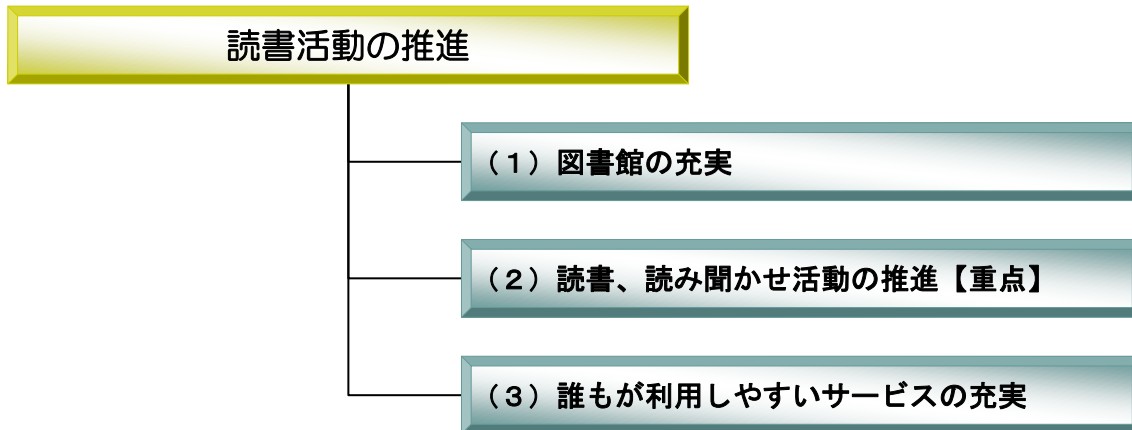 読書活動の推進
（１）図書館の充実
（２）読書、読み聞かせ活動の推進【重点】
（３）誰もが利用しやすいサービスの充実